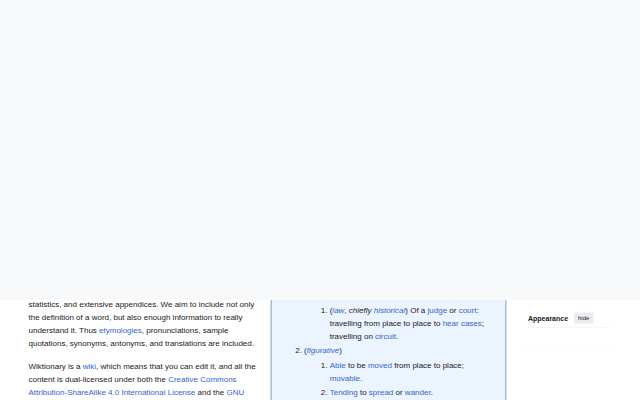 statistics, and extensive appendices. We aim to include not only
the definition of a word, but also enough information to really
understand it. Thus etymologies, pronunciations, sample
quotations, synonyms, antonyms, and translations are included.
Wiktionary is a wiki, which means that you can edit it, and all the
content is dual-licensed under both the Creative Commons
Attribution-ShareAlike 4.0 International License and the GNU
1. (law, chiefly historical) Of a judge or court:
travelling from place to place to hear cases;
travelling on circuit.
2. (figurative)
1. Able to be moved from place to place;
movable.
2. Tending to spread or wander.
Appearance hide